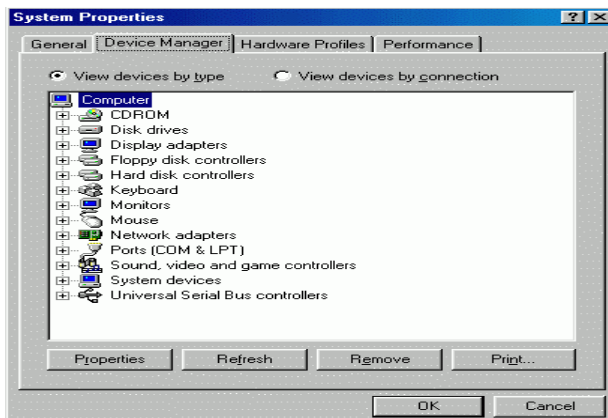 System Properties
General Device Manager Hardware Profiles Performance
View devices by type View devices by connection
Computer
CDROM
Disk drives
Display adapters
Floppy disk controllers
Hard disk controllers
Keyboard
Monitors
Mouse
Network adapters
Ports (COM & LPT)
Sound, video and game controllers
System devices
Universal Serial Bus controllers
Properties Refresh Remove Print...
OK Cancel